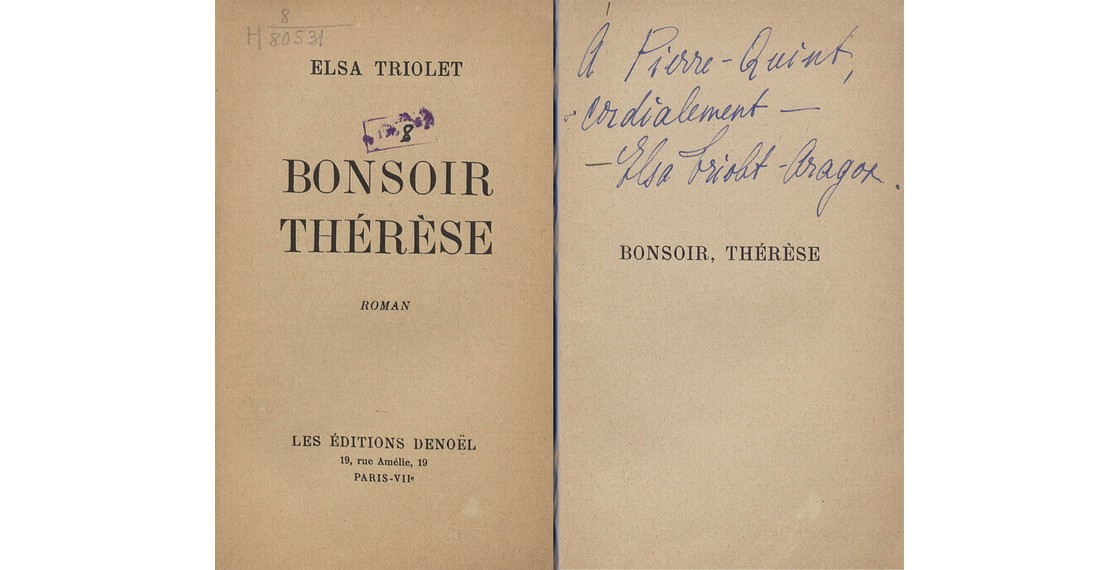 8
H 80531
ELSA TRIOLET
8
BONSOIR
THÉRÈSE
ROMAN
LES ÉDITIONS DENOËL
19, rue Amélie, 19
PARIS-VIIᵉ
À Pierre-Quint,
cordialement —
— Elsa Triolet-Aragon.
BONSOIR, THÉRÈSE